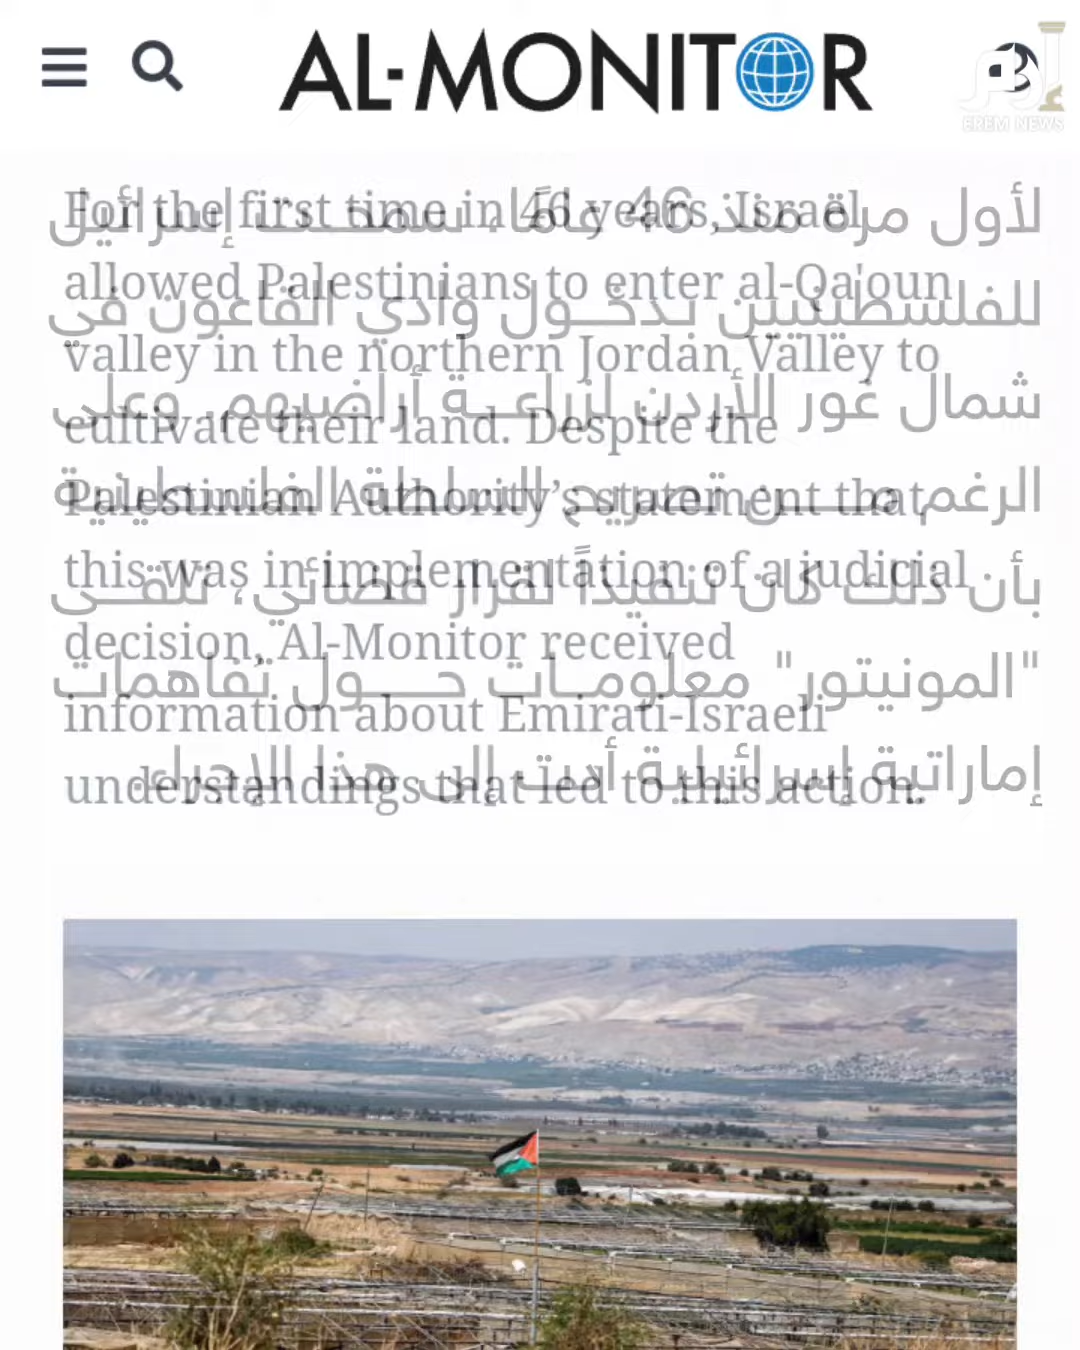 AL-MONITOR
إرم
EREM NEWS
For the first time in 46 years, Israel
allowed Palestinians to enter al-Qa'oun
valley in the northern Jordan Valley to
cultivate their land. Despite the
Palestinian Authority’s statement that
this was in implementation of a judicial
decision, Al-Monitor received
information about Emirati-Israeli
understandings that led to this action.
لأول مرة منذ 46 عامًا، سمحت إسرائيل
للفلسطينيين بدخول وادي القاعون في
شمال غور الأردن لزراعة أراضيهم. وعلى
الرغم من تصريح السلطة الفلسطينية
بأن ذلك كان تنفيذاً لقرار قضائي، تلقى
"المونيتور" معلومات حول تفاهمات
إماراتية إسرائيلية أدت إلى هذا الإجراء.